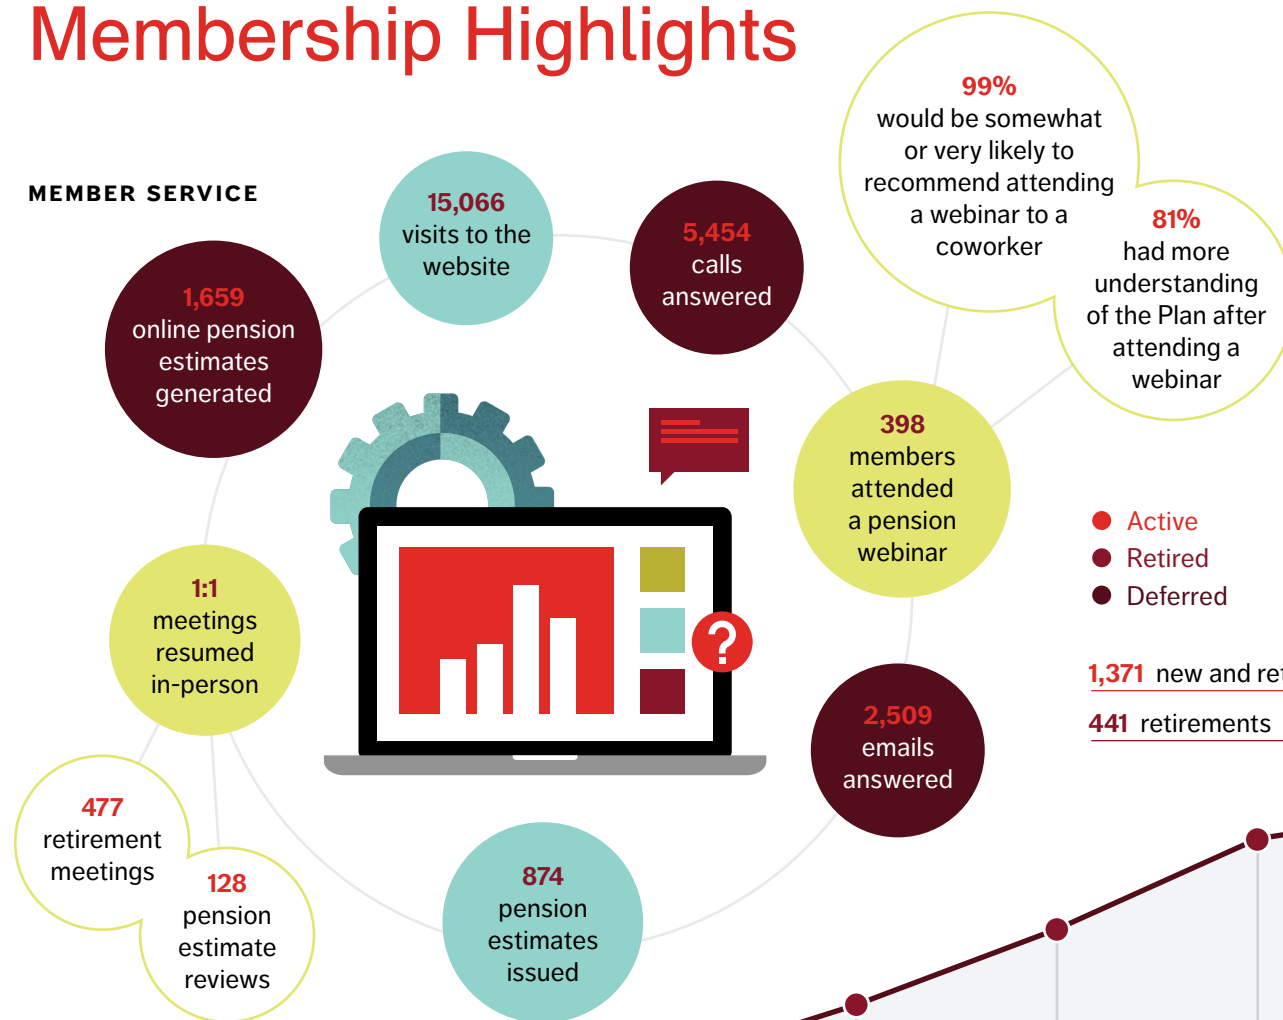 Membership Highlights
MEMBER SERVICE
1,659
online pension
estimates
generated
15,066
visits to the
website
5,454
calls
answered
99%
would be somewhat
or very likely to
recommend attending
a webinar to a
coworker
81%
had more
understanding
of the Plan after
attending a
webinar
398
members
attended
a pension
webinar
?
1:1
meetings
resumed
in-person
477
retirement
meetings
128
pension
estimate
reviews
874
pension
estimates
issued
2,509
emails
answered
Active
Retired
Deferred
1,371 new and
441 retirements